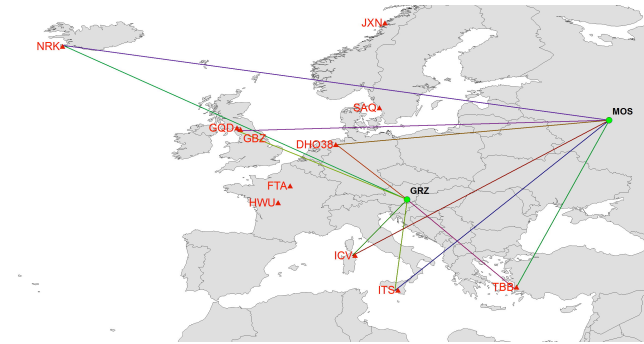 JXN
NRK
SAQ
MOS
GQD
GBZ
DHO38
FTA
GRZ
HWU
ICV
ITS
TBB